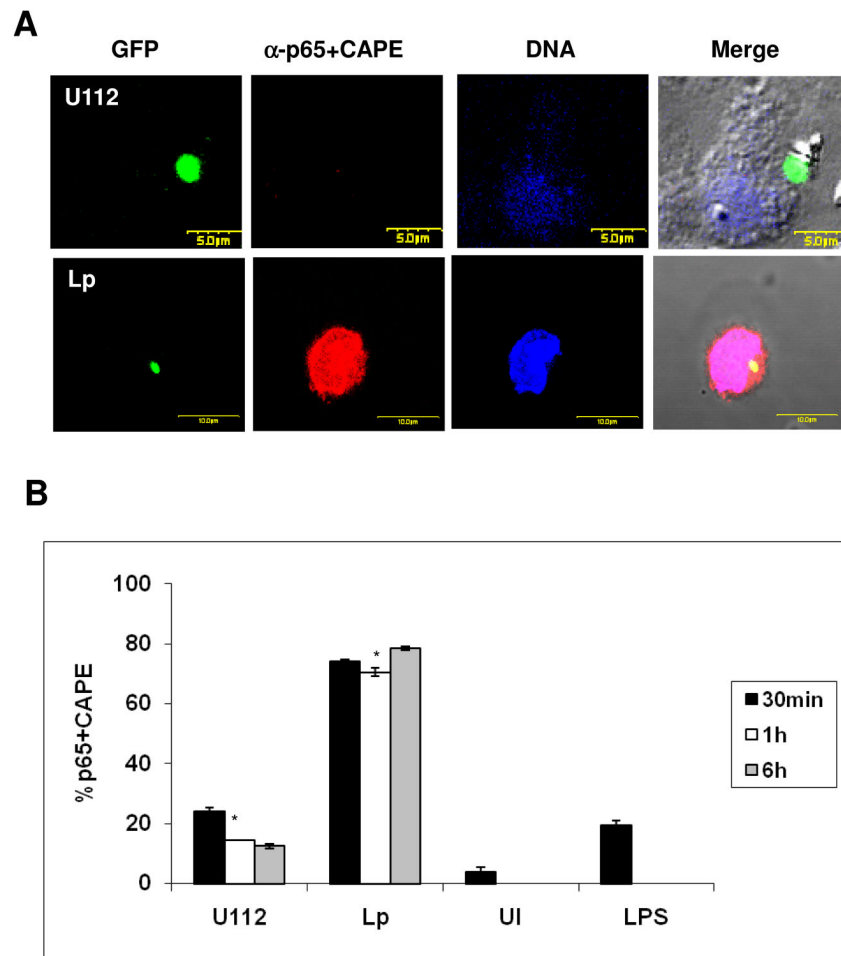 A
GFP α-p65+CAPE DNA Merge
U112
5.0µm 5.0µm 5.0µm 5.0µm
Lp
10.0µm 10.0µm 10.0µm 10.0µm
B
% p65+CAPE
100
80
60
40
20
0
* *
U112 Lp UI LPS
30min
1h
6h